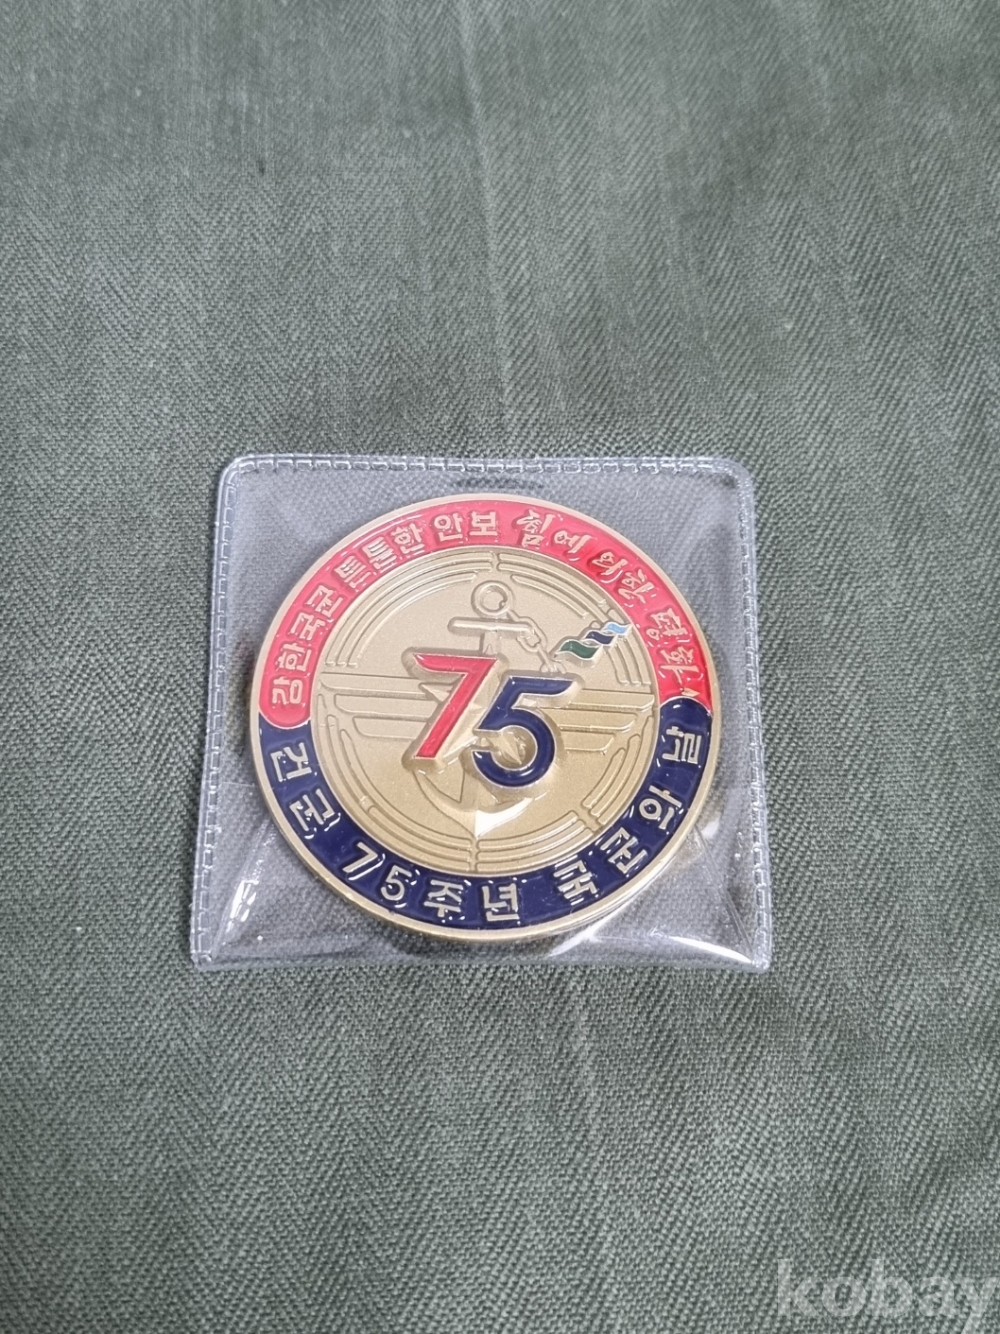 강한국군 튼튼한 안보 힘에 의한 평화
75
건군 75주년 국군의 날
kobay